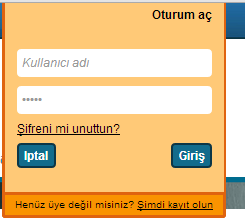 Oturum aç
Kullanıcı adı
•••••
Şifreni mi unuttun?
Iptal Giriş
Henüz üye değil misiniz? Şimdi kayıt olun